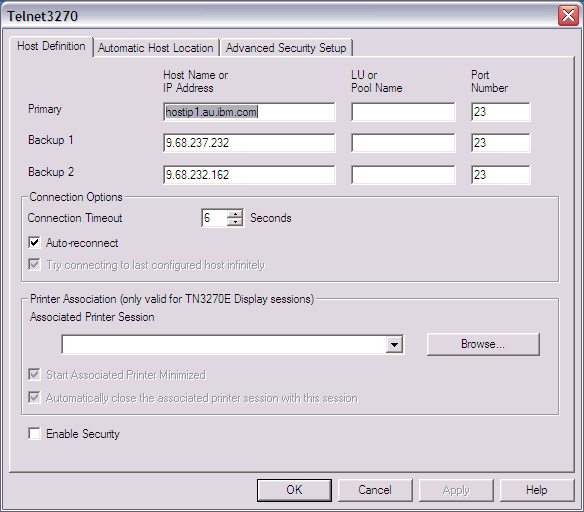 Telnet3270
Host Definition Automatic Host Location Advanced Security Setup
Host Name or LU or Port
IP Address Pool Name Number
Primary hostip1.au.ibm.com 23
Backup 1 9.68.237.232 23
Backup 2 9.68.232.162 23
Connection Options
Connection Timeout 6 Seconds
Auto-reconnect
Try connecting to last configured host infinitely
Printer Association (only valid for TN3270E Display sessions)
Associated Printer Session
Browse...
Start Associated Printer Minimized
Automatically close the associated printer session with this session
Enable Security
OK Cancel Apply Help